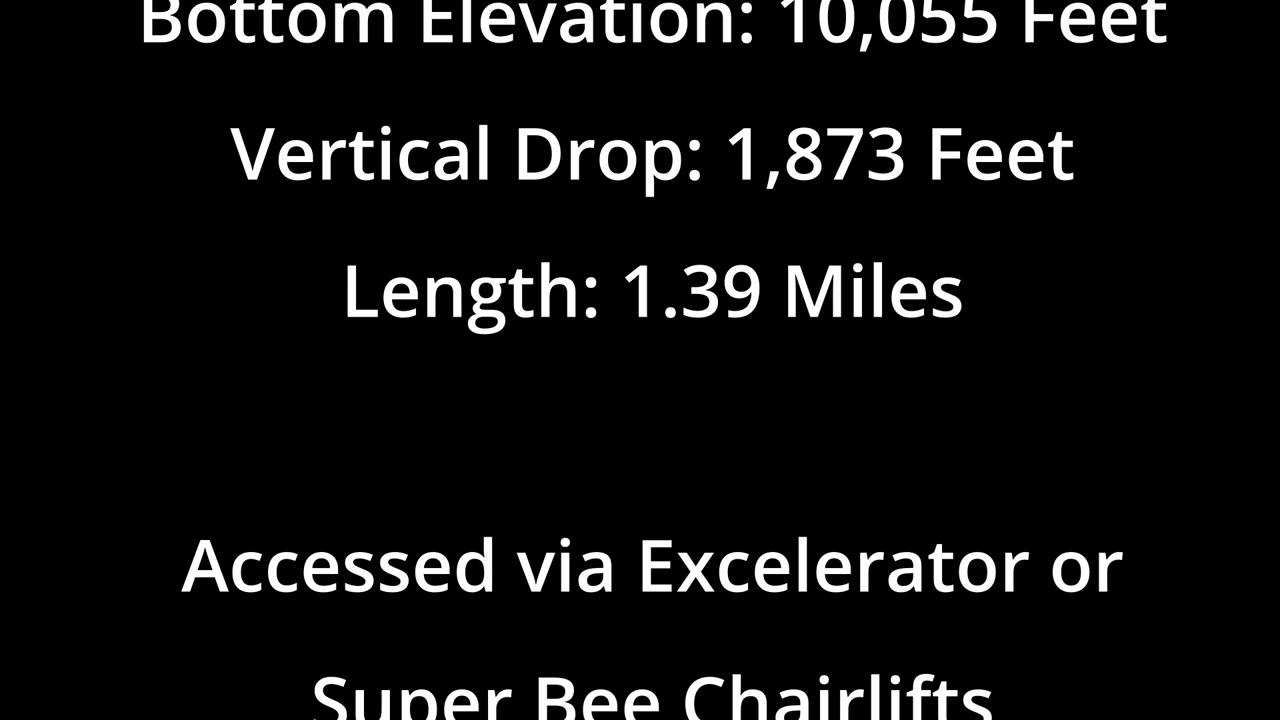 Bottom Elevation: 10,055 Feet
Vertical Drop: 1,873 Feet
Length: 1.39 Miles
Accessed via Excelerator or
Super Bee Chairlifts